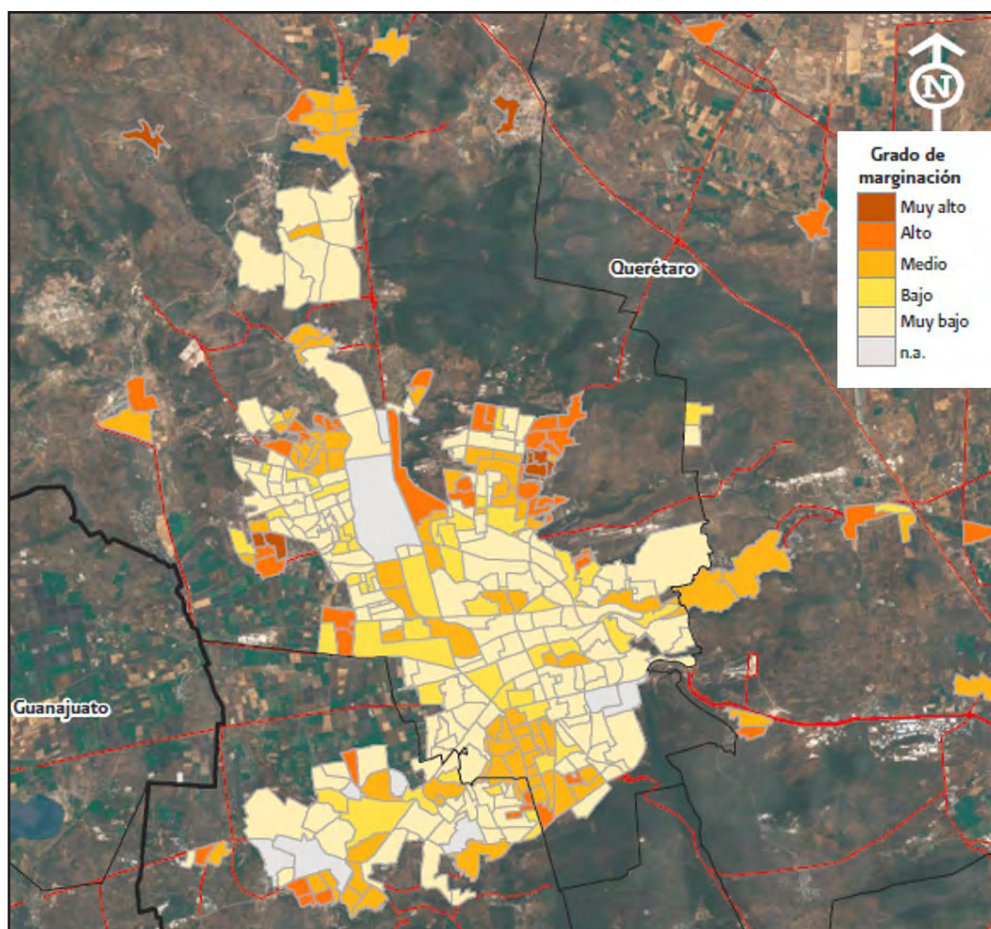 N
Grado de
marginación
Muy alto
Alto
Medio
Bajo
Muy bajo
n.a.
Querétaro
Guanajuato